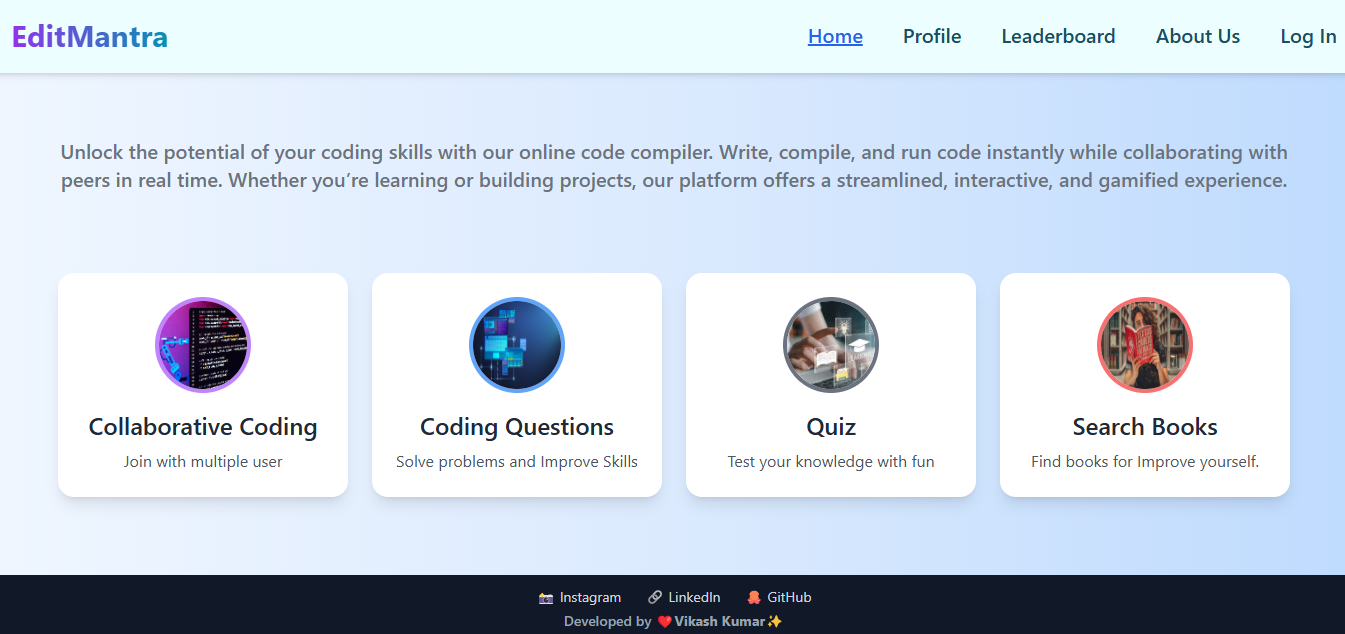 EditMantra
Home Profile Leaderboard About Us Log In
Unlock the potential of your coding skills with our online code compiler. Write, compile, and run code instantly while collaborating with
peers in real time. Whether you’re learning or building projects, our platform offers a streamlined, interactive, and gamified experience.
Collaborative Coding
Join with multiple user
Coding Questions
Solve problems and Improve Skills
Quiz
Test your knowledge with fun
Search Books
Find books for Improve yourself.
📸 Instagram 🔗 LinkedIn 🐙 GitHub
Developed by ❤️Vikash Kumar✨